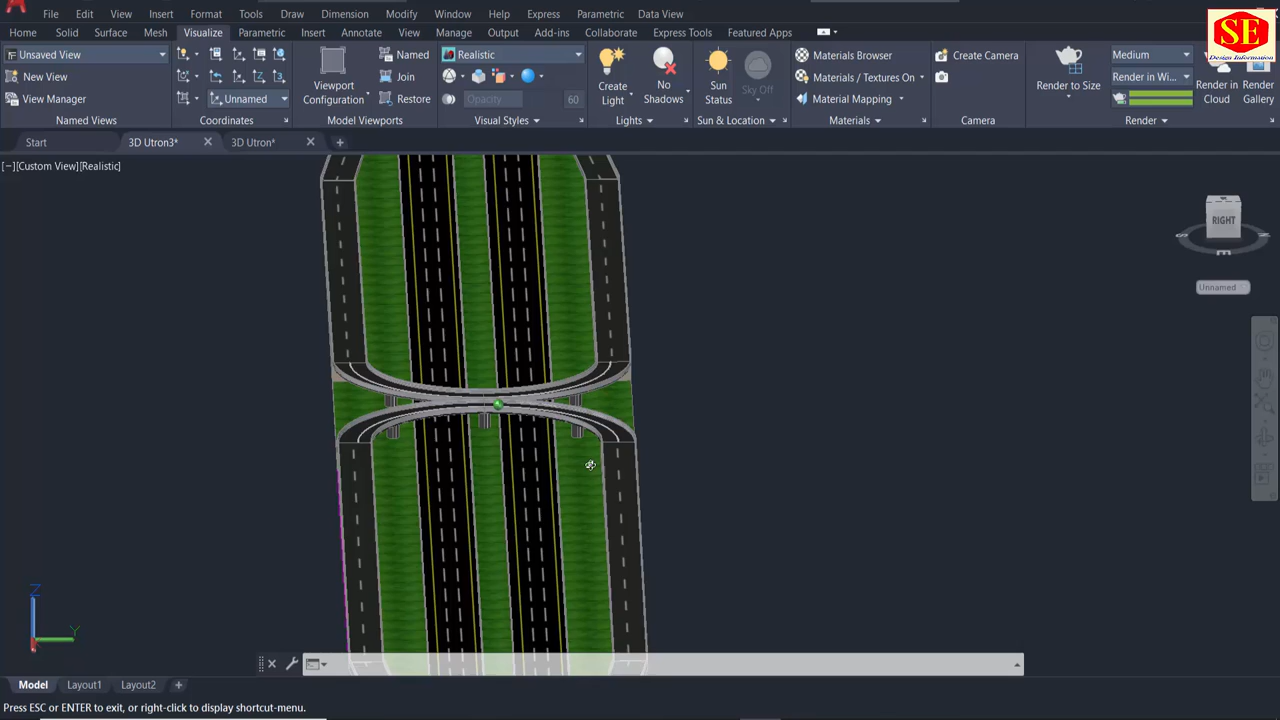 File Edit View Insert Format Tools Draw Dimension Modify Window Help Express Parametric Data View
Home Solid Surface Mesh Visualize Parametric Insert Annotate View Manage Output Add-ins Collaborate Express Tools Featured Apps
SE
Design Information
Unsaved View
New View
View Manager
Named Views
Unnamed
Coordinates
Viewport
Configuration
Named
Join
Restore
Model Viewports
Realistic
Opacity 60
Visual Styles
Create
Light
No
Shadows
Lights
Sun
Status
Sky Off
Sun & Location
Materials Browser
Materials / Textures On
Material Mapping
Materials
Create Camera
Camera
Render to Size
Medium
Render in Wi...
Render in
Cloud
Render
Gallery
Render
Start 3D Utron3* 3D Utron*
[−][Custom View][Realistic]
RIGHT
S
N
E
Unnamed
Z
Y
Model Layout1 Layout2
Press ESC or ENTER to exit, or right-click to display shortcut-menu.